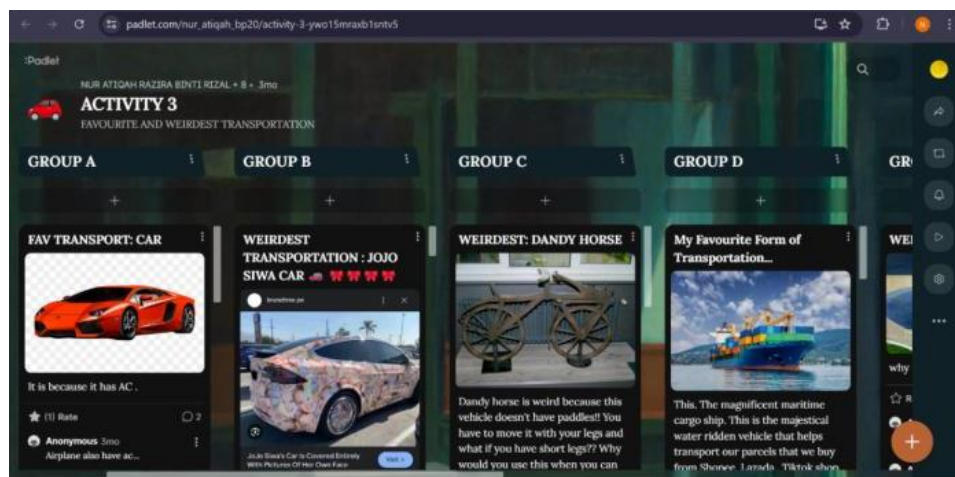 padlet.com/nur_atiqah_bp20/activity-3-ywo15mraxb1sntv5
:Padlet
NUR ATIQAH RAZIRA BINTI RIZAL + 8 • 3mo
ACTIVITY 3
FAVOURITE AND WEIRDEST TRANSPORTATION
GROUP A
GROUP B
GROUP C
GROUP D
GR
FAV TRANSPORT: CAR
It is because it has AC .
(1) Rate
2
Anonymous 3mo
Airplane also have ac...
WEIRDEST
TRANSPORTATION : JOJO
SIWA CAR 🚗 🎀 🎀 🎀 🎀
JoJo Siwa's Car Is Covered Entirely
With Pictures Of Her Own Face
Visit >
WEIRDEST: DANDY HORSE
Dandy horse is weird because this
vehicle doesn't have paddles!! You
have to move it with your legs and
what if you have short legs?? Why
would you use this when you can
My Favourite Form of
Transportation...
This. The magnificent maritime
cargo ship. This is the majestical
water ridden vehicle that helps
transport our parcels that we buy
from Shopee, Lazada, Tiktok shop
WEI
why
R
N